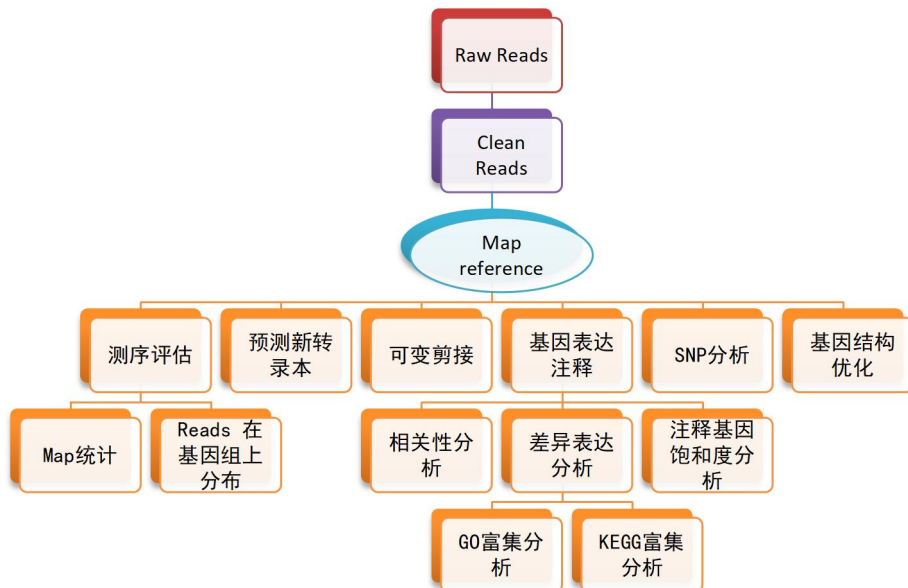 Raw Reads
Clean
Reads
Map
reference
测序评估
预测新转
录本
可变剪接
基因表达
注释
SNP分析
基因结构
优化
Map统计
Reads 在
基因组上
分布
相关性分
析
差异表达
分析
注释基因
饱和度分
析
GO富集分
析
KEGG富集
分析